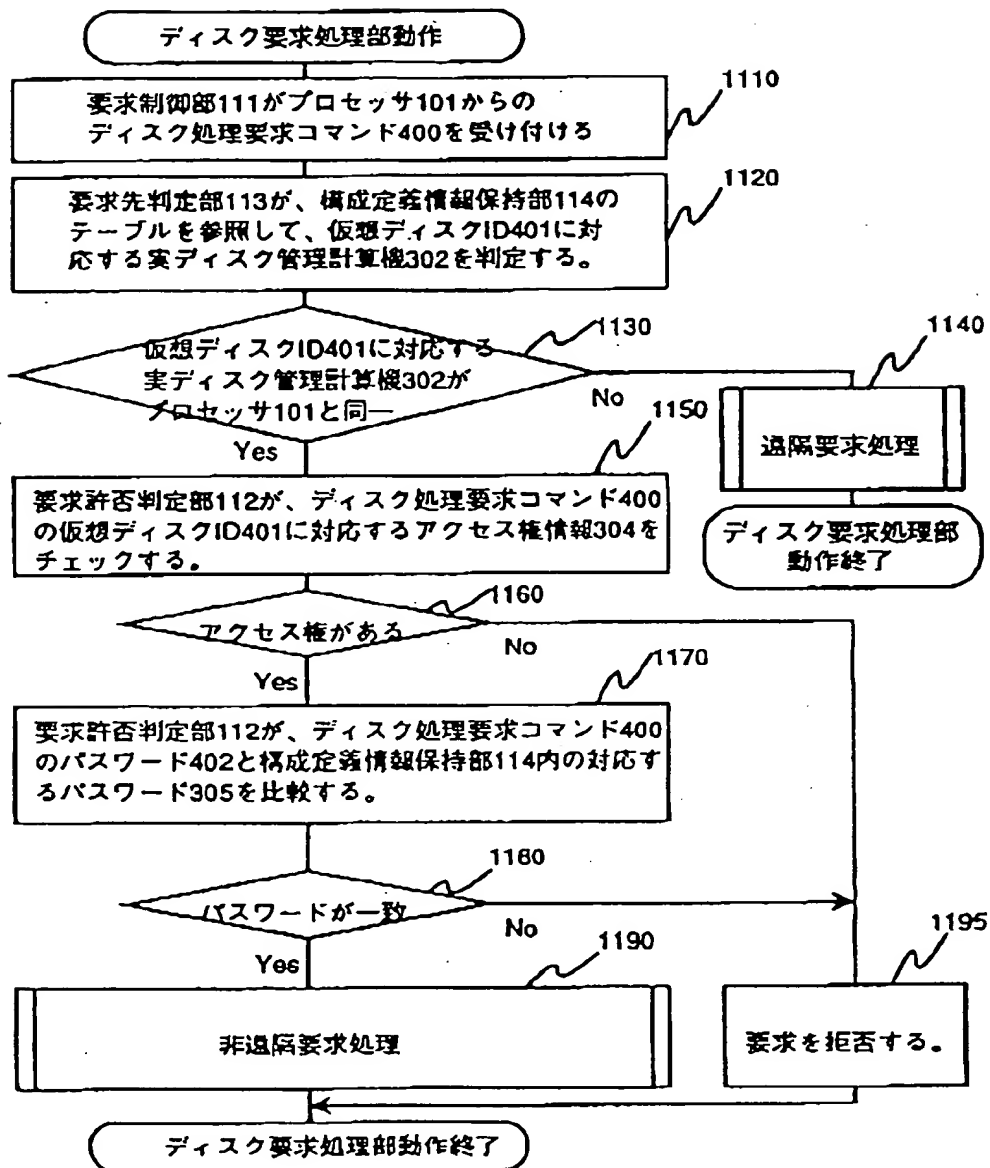 ディスク要求処理部動作
1110
要求制御部111がプロセッサ101からの
ディスク処理要求コマンド400を受け付ける
1120
要求先判定部113が、構成定義情報保持部114の
テーブルを参照して、仮想ディスクID401に対
応する実ディスク管理計算機302を判定する。
1130
仮想ディスクID401に対応する
実ディスク管理計算機302が
プロセッサ101と同一
No
Yes
1140
遠隔要求処理
ディスク要求処理部
動作終了
1150
要求許否判定部112が、ディスク処理要求コマンド400
の仮想ディスクID401に対応するアクセス権情報304を
チェックする。
1160
アクセス権がある
No
Yes
1170
要求許否判定部112が、ディスク処理要求コマンド400
のパスワード402と構成定義情報保持部114内の対応す
るパスワード305を比較する。
1160
パスワードが一致
No
Yes
1190
非遠隔要求処理
1195
要求を拒否する。
ディスク要求処理部動作終了